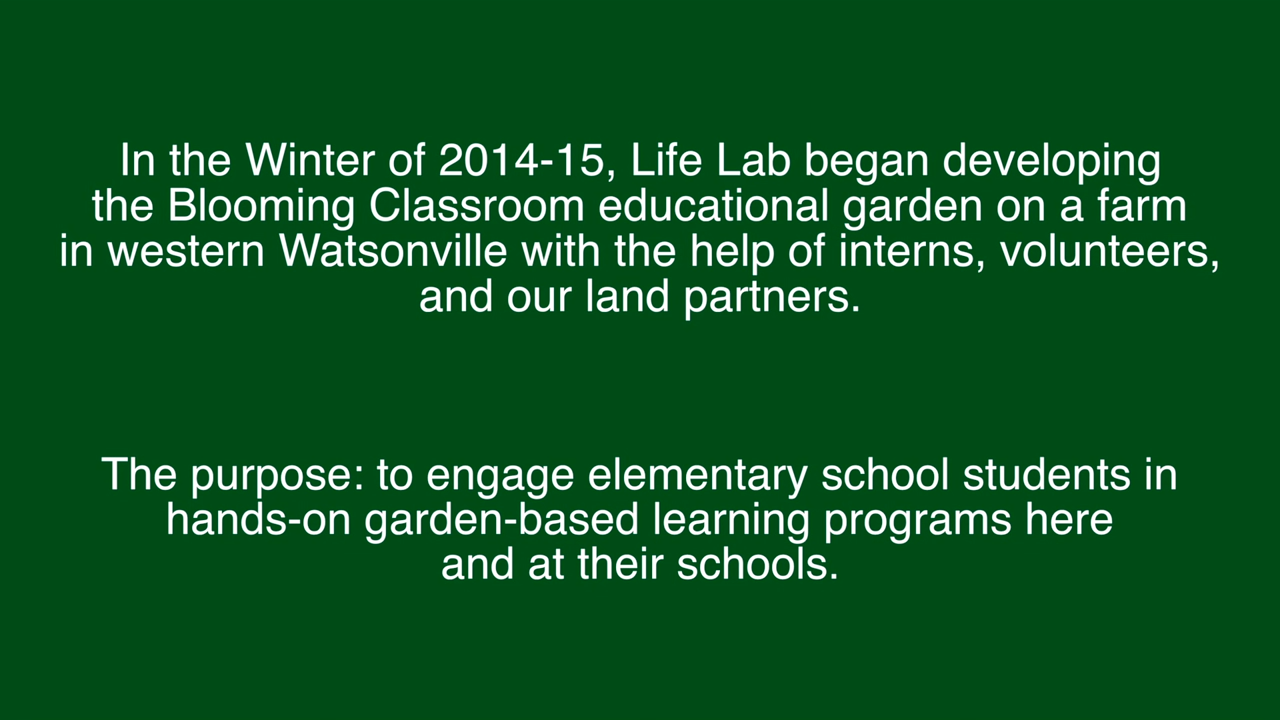 In the Winter of 2014-15, Life Lab began developing
the Blooming Classroom educational garden on a farm
in western Watsonville with the help of interns, volunteers,
and our land partners.
The purpose: to engage elementary school students in
hands-on garden-based learning programs here
and at their schools.